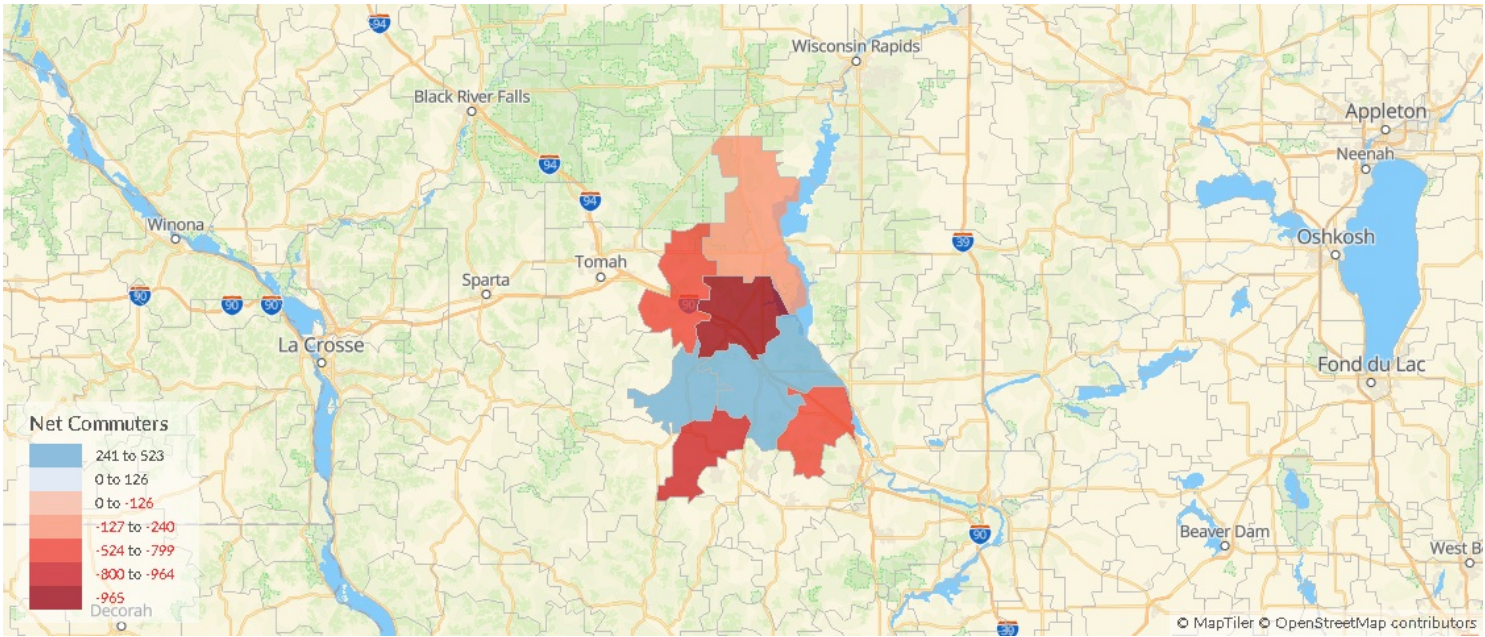 94
Wisconsin Rapids
Black River Falls
Appleton
Neenah
94
94
Winona
39
Oshkosh
Tomah
Sparta
90
90
90
90
La Crosse
Fond du Lac
Net Commuters
241 to 523
0 to 126
0 to -126
-127 to -240
-524 to -799
-800 to -964
-965
90
Beaver Dam
West B
Decorah
39
© MapTiler © OpenStreetMap contributors